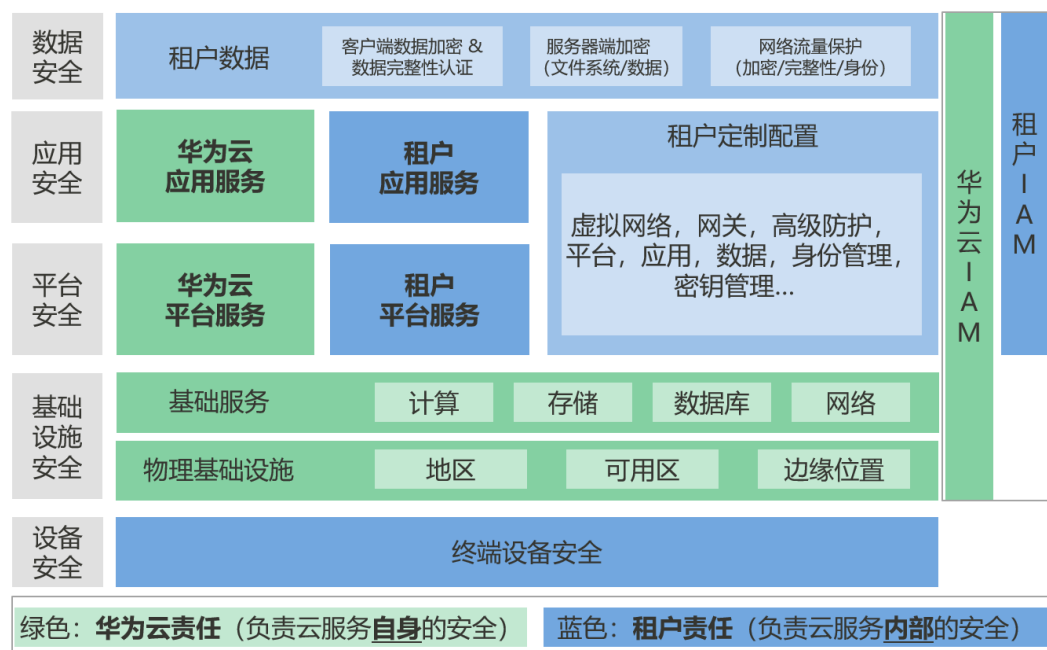 数据
安全
租户数据
客户端数据加密 &
数据完整性认证
服务器端加密
(文件系统/数据)
网络流量保护
(加密/完整性/身份)
应用
安全
华为云
应用服务
租户
应用服务
租户定制配置
虚拟网络，网关，高级防护，
平台，应用，数据，身份管理，
密钥管理...
平台
安全
华为云
平台服务
租户
平台服务
基础
设施
安全
基础服务
计算
存储
数据库
网络
物理基础设施
地区
可用区
边缘位置
设备
安全
终端设备安全
华
为
云
I
A
M
租
户
I
A
M
绿色：华为云责任（负责云服务自身的安全）
蓝色：租户责任（负责云服务内部的安全）